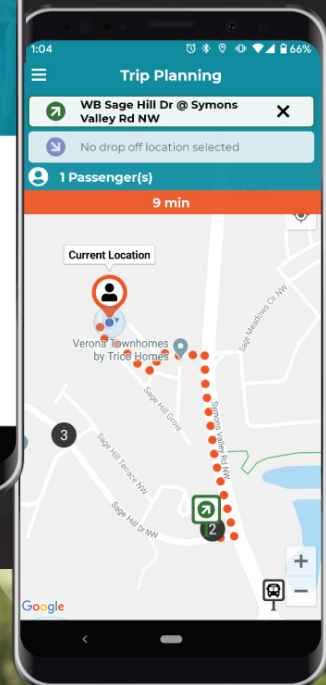 1:04
66%
Trip Planning
WB Sage Hill Dr @ Symons
Valley Rd NW
No drop off location selected
1 Passenger(s)
9 min
Current Location
Verona Townhomes
by Trico Homes
Sage Meadows Cir NW
Sage Hill Grove
Symons Valley Rd NW
3
Sage Hill Terrace NW
Sage Hill Dr NW
2
+
−
Google